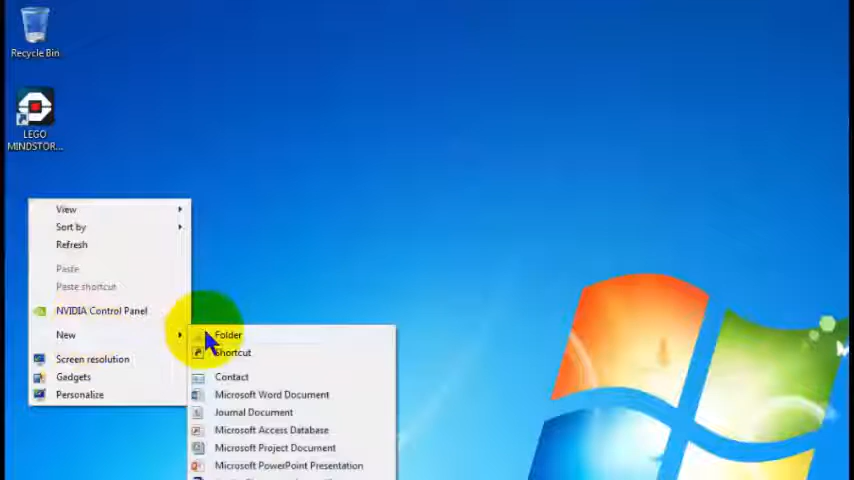 Recycle Bin
LEGO
MINDSTOR...
View
Sort by
Refresh
Paste
Paste shortcut
NVIDIA Control Panel
New
Screen resolution
Gadgets
Personalize
Folder
Shortcut
Contact
Microsoft Word Document
Journal Document
Microsoft Access Database
Microsoft Project Document
Microsoft PowerPoint Presentation